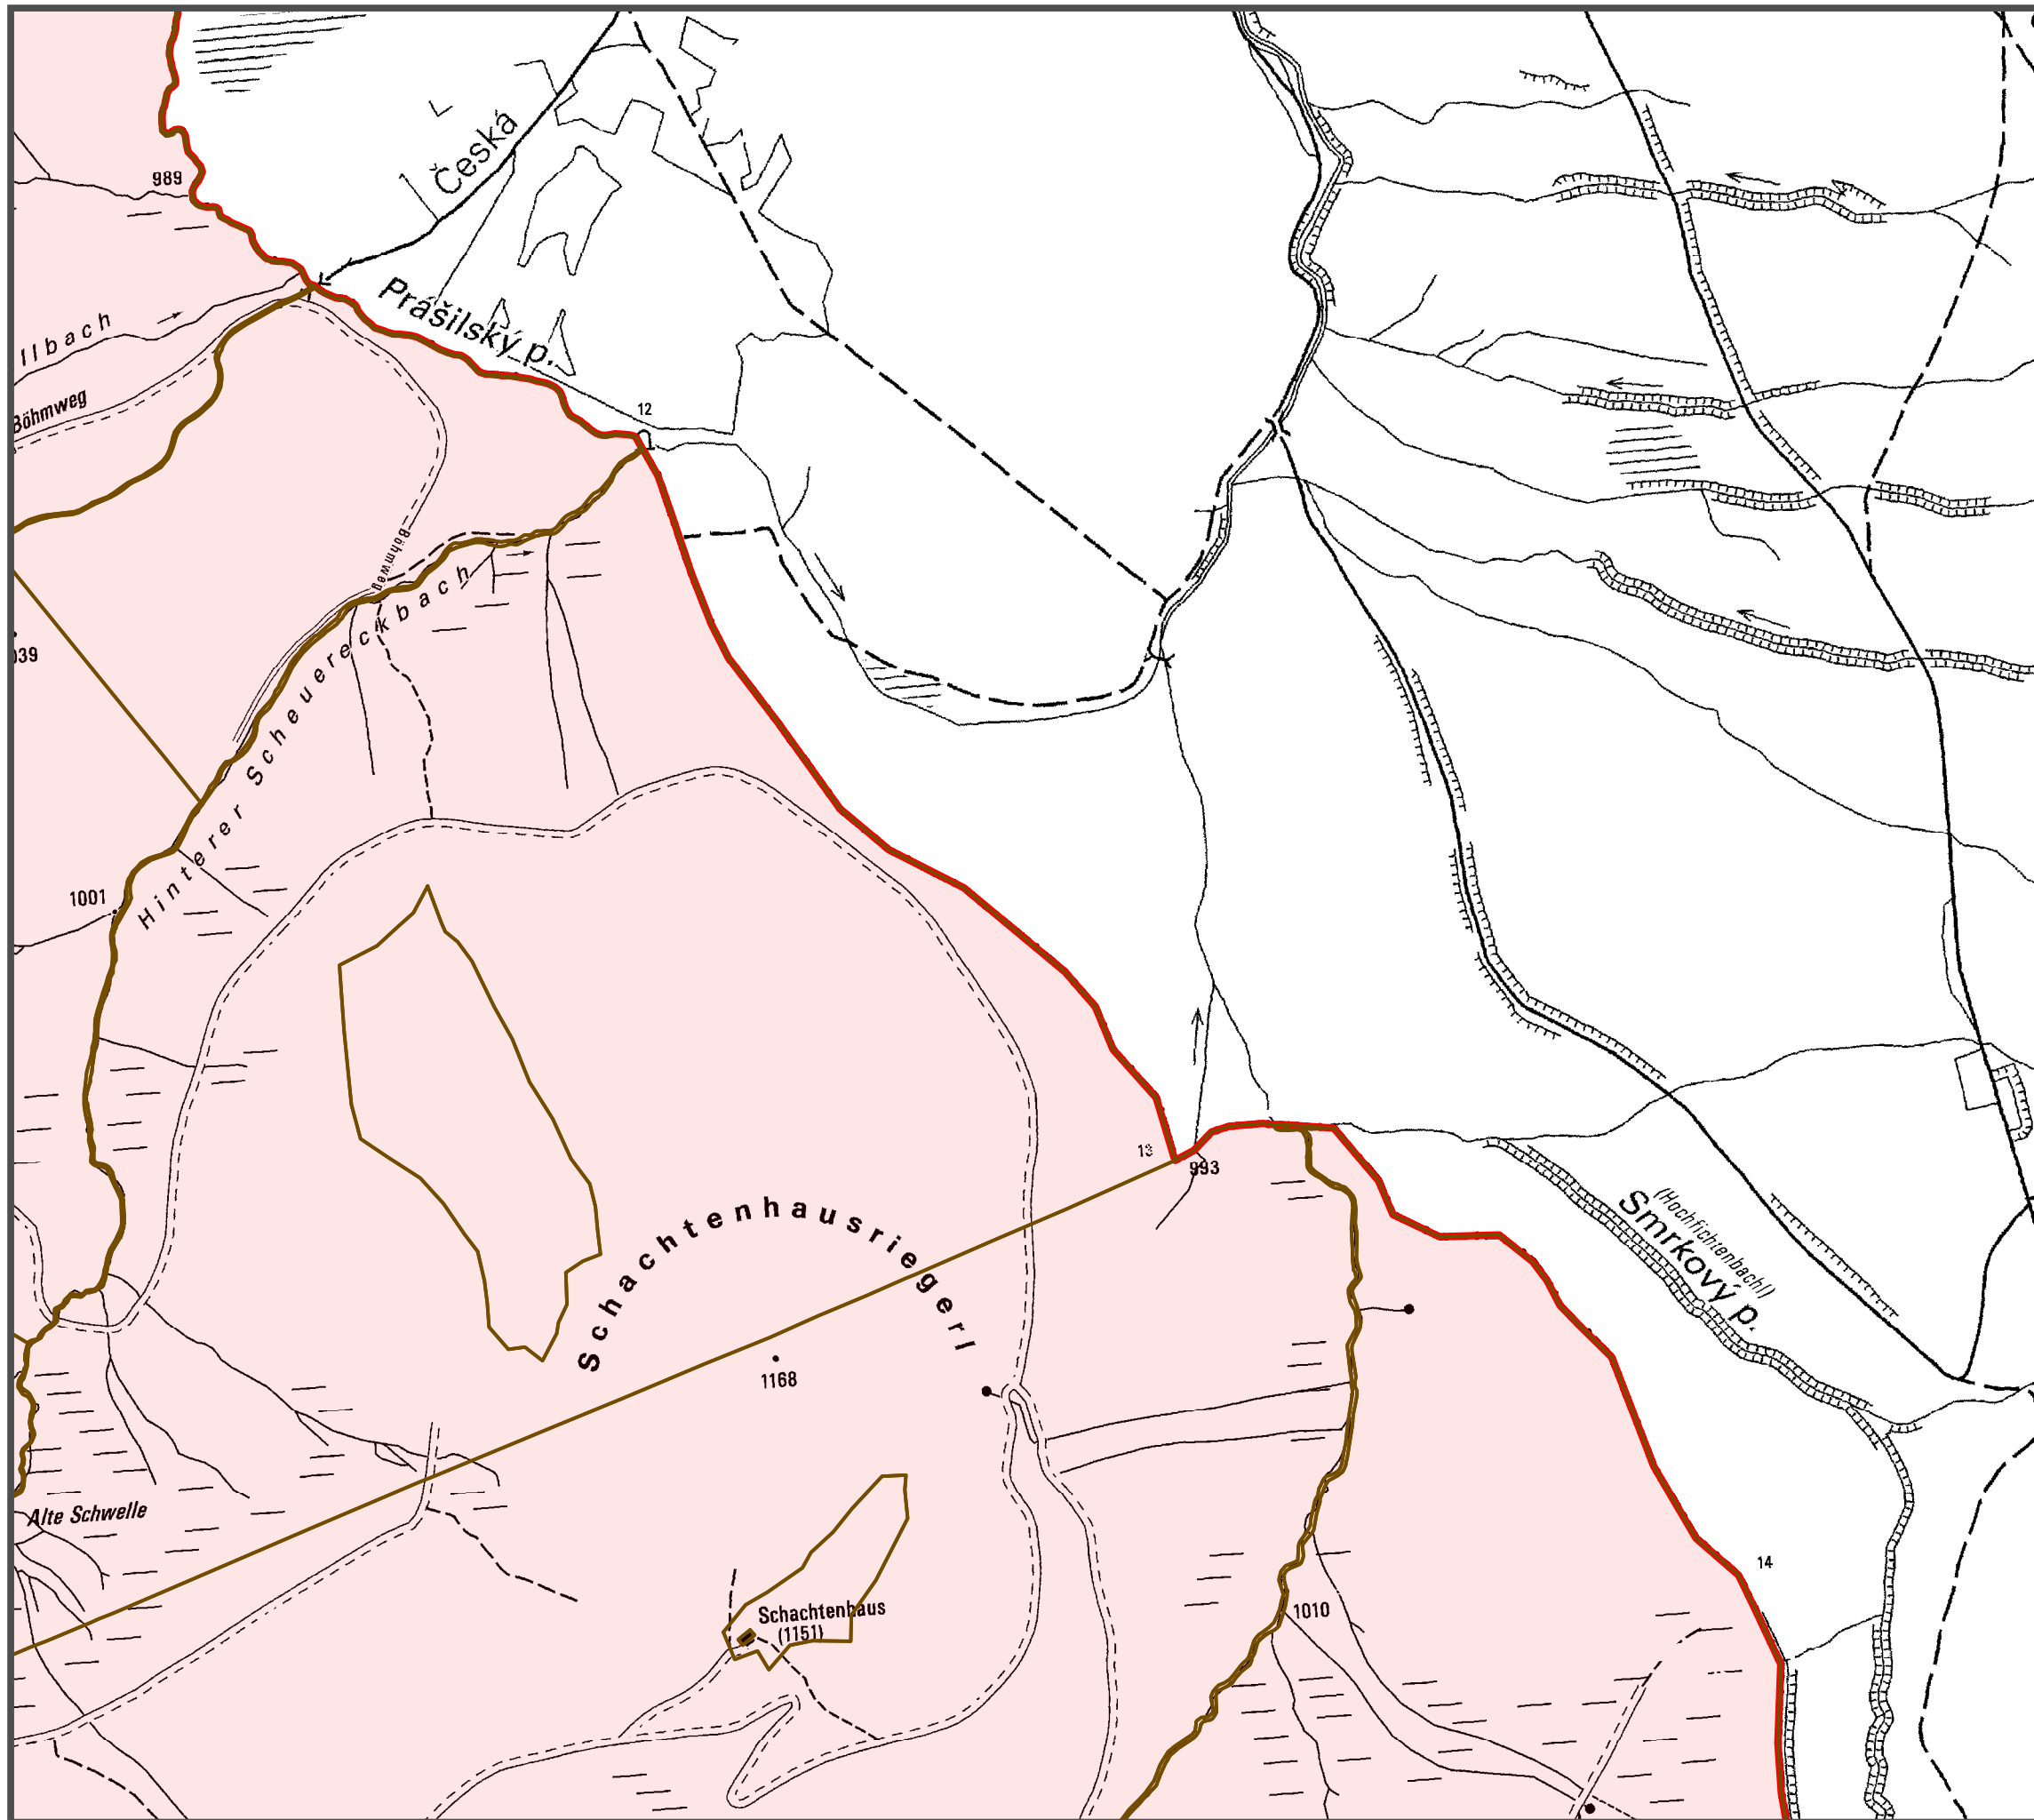 Česká
989
Prášilský p.
llbach
Böhmweg
12
Böhmweg
Hinterer Scheuereckbach
039
1001
13
993
Schachtenhausriegerl
(Hochfichtenbachl)
Smrkový p.
1168
Alte Schwelle
14
Schachtenhaus
(1151)
1010